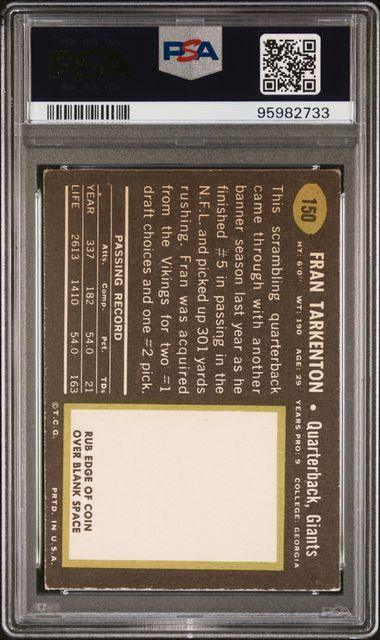 PSA
PSA
95982733
150
FRAN TARKENTON • Quarterback, Giants
HT: 6'0" WT: 190 AGE: 29 YEARS PRO: 9 COLLEGE: GEORGIA
This scrambling quarterback
came through with another
banner season last year as he
finished #5 in passing in the
N.F.L. and picked up 301 yards
rushing. Fran was acquired
from the Vikings for two #1
draft choices and one #2 pick.
PASSING RECORD
Atts. Comp. Pct. TDs
YEAR 337 182 54.0 21
LIFE 2613 1410 54.0 163
RUB EDGE OF COIN
OVER BLANK SPACE
© T.C.G. PRTD. IN U.S.A.